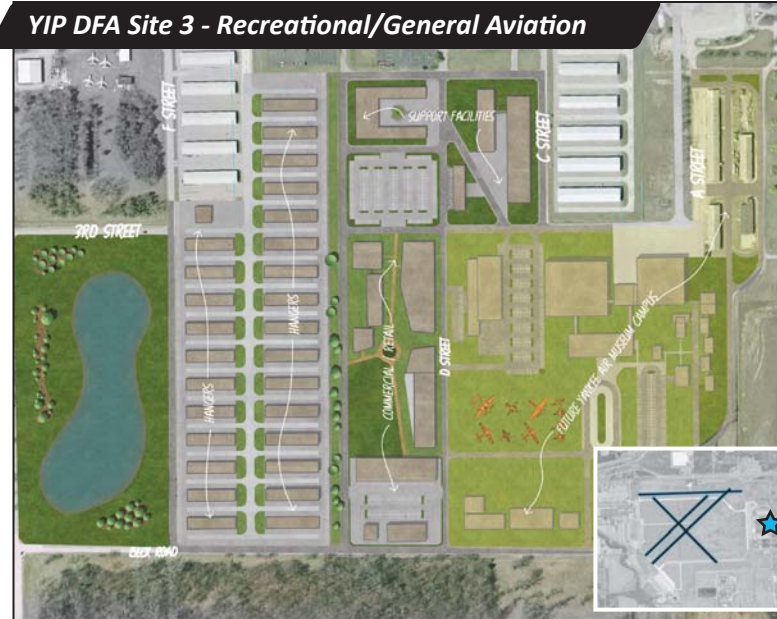 YIP DFA Site 3 - Recreational/General Aviation
F STREET
SUPPORT FACILITIES
C STREET
A STREET
3RD STREET
HANGERS
HANGERS
COMMERCIAL / RETAIL
D STREET
FUTURE YANKEE AIR MUSEUM CAMPUS
BECK ROAD